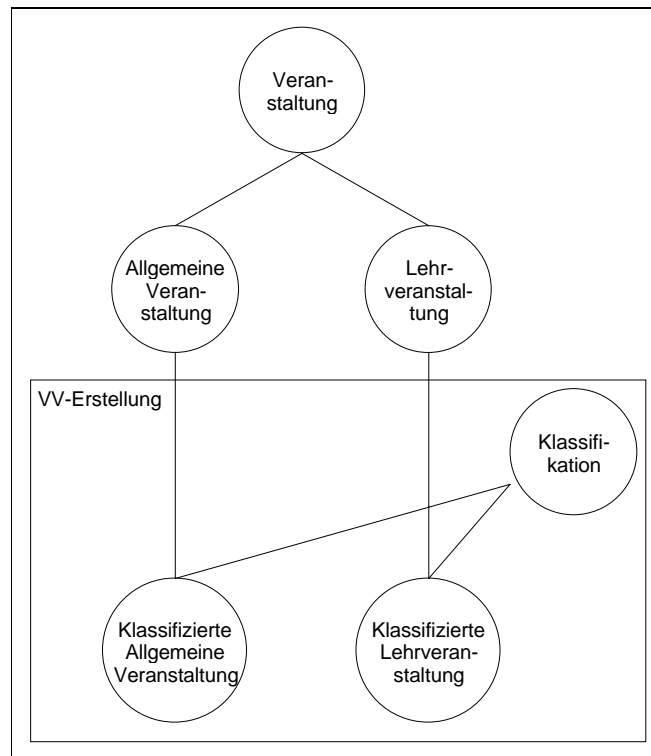 Veran-
staltung
Allgemeine
Veran-
staltung
Lehr-
veranstal-
tung
VV-Erstellung
Klassifi-
kation
Klassifizierte
Allgemeine
Veranstaltung
Klassifizierte
Lehrveran-
staltung